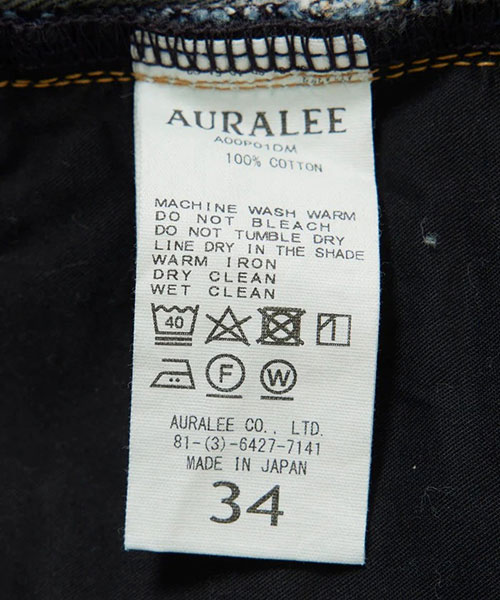 AURALEE
A00P01DM
100% COTTON
MACHINE WASH WARM
DO NOT BLEACH
DO NOT TUMBLE DRY
LINE DRY IN THE SHADE
WARM IRON
DRY CLEAN
WET CLEAN
40
F W
AURALEE CO., LTD.
81-(3)-6427-7141
MADE IN JAPAN
34